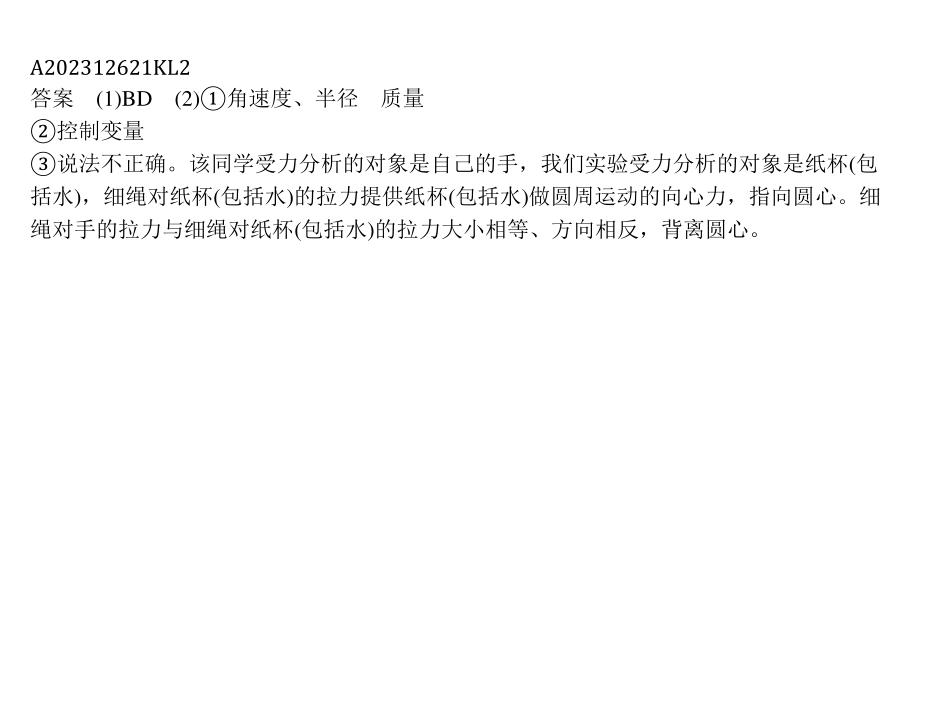 A202312621KL2
答案　(1)BD　(2)①角速度、半径　质量
②控制变量
③说法不正确。该同学受力分析的对象是自己的手，我们实验受力分析的对象是纸杯(包
括水)，细绳对纸杯(包括水)的拉力提供纸杯(包括水)做圆周运动的向心力，指向圆心。细
绳对手的拉力与细绳对纸杯(包括水)的拉力大小相等、方向相反，背离圆心。